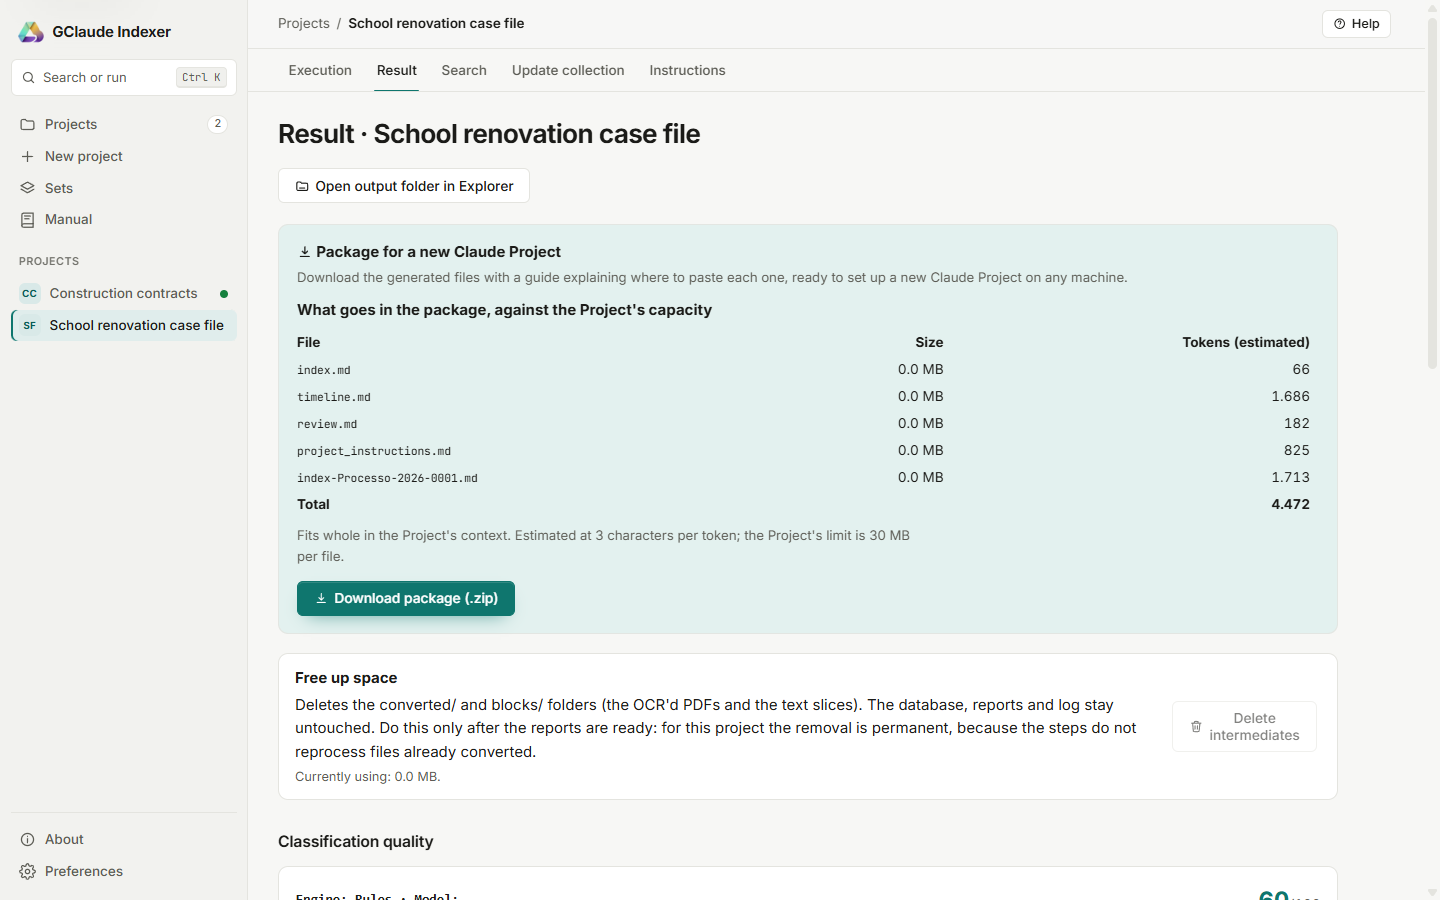 GClaude Indexer
Search or run
Ctrl K
Projects
2
New project
Sets
Manual
PROJECTS
CC
Construction contracts
SF
School renovation case file
About
Preferences
Projects / School renovation case file
Help
Execution
Result
Search
Update collection
Instructions
Result · School renovation case file
Open output folder in Explorer
Package for a new Claude Project
Download the generated files with a guide explaining where to paste each one, ready to set up a new Claude Project on any machine.
What goes in the package, against the Project's capacity
File Size Tokens (estimated)
index.md 0.0 MB 66
timeline.md 0.0 MB 1.686
review.md 0.0 MB 182
project_instructions.md 0.0 MB 825
index-Processo-2026-0001.md 0.0 MB 1.713
Total 4.472
Fits whole in the Project's context. Estimated at 3 characters per token; the Project's limit is 30 MB
per file.
Download package (.zip)
Free up space
Deletes the converted/ and blocks/ folders (the OCR'd PDFs and the text slices). The database, reports and log stay
untouched. Do this only after the reports are ready: for this project the removal is permanent, because the steps do not
reprocess files already converted.
Currently using: 0.0 MB.
Delete
intermediates
Classification quality
Engine: Rules · Model:
60